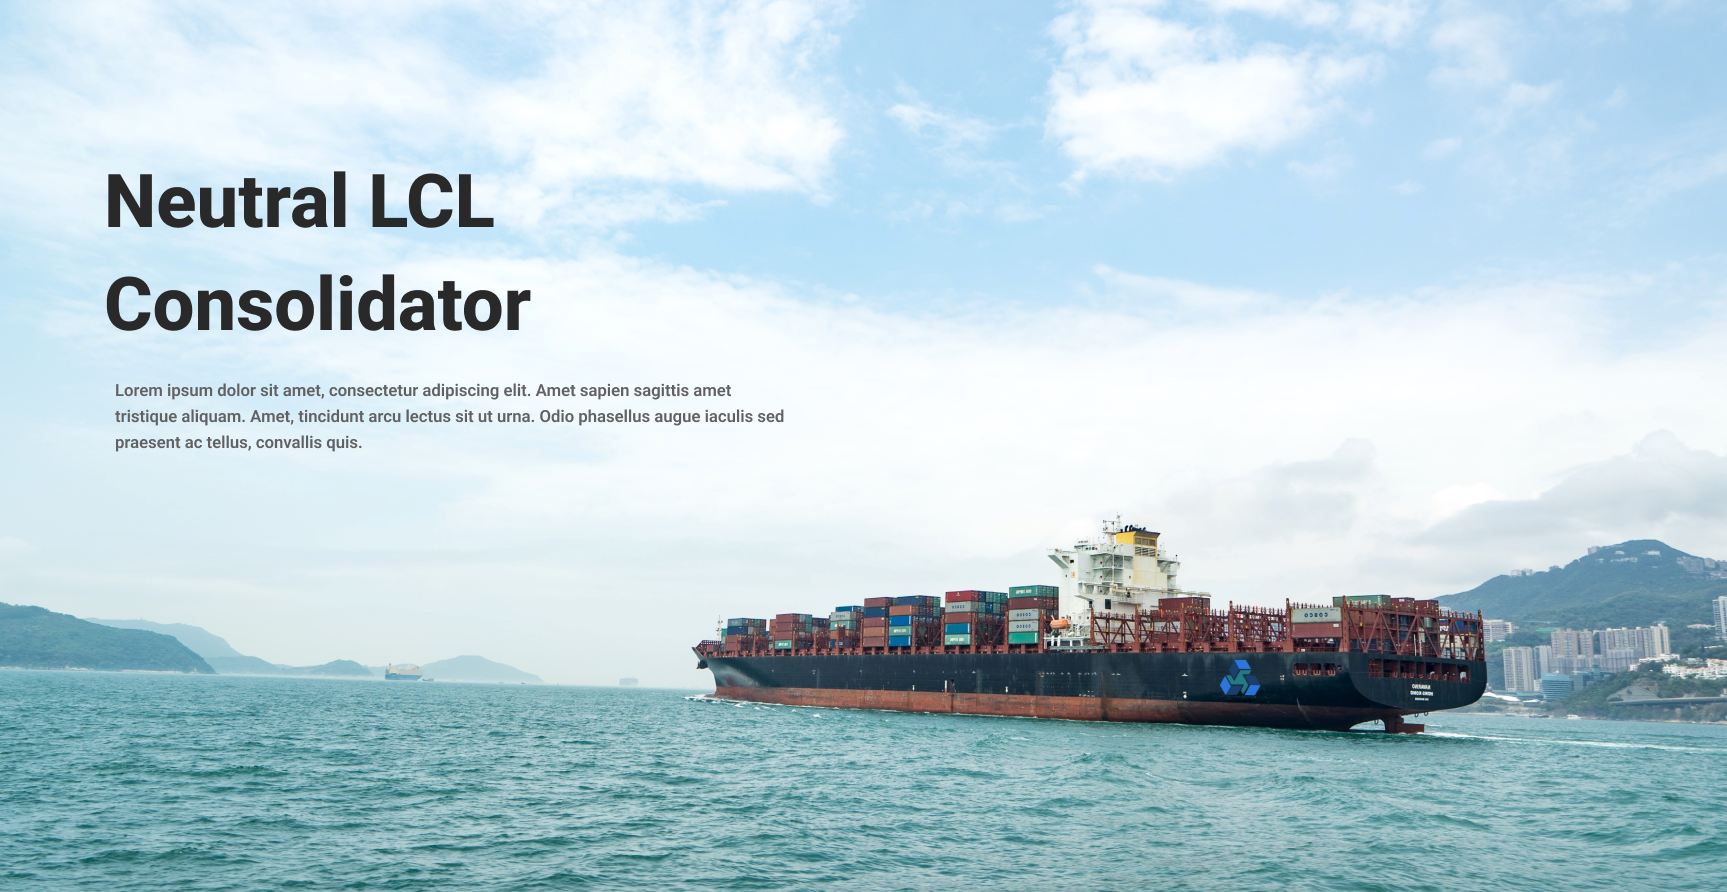 Neutral LCL
Consolidator
Lorem ipsum dolor sit amet, consectetur adipiscing elit. Amet sapien sagittis amet
tristique aliquam. Amet, tincidunt arcu lectus sit ut urna. Odio phasellus augue iaculis sed
praesent ac tellus, convallis quis.